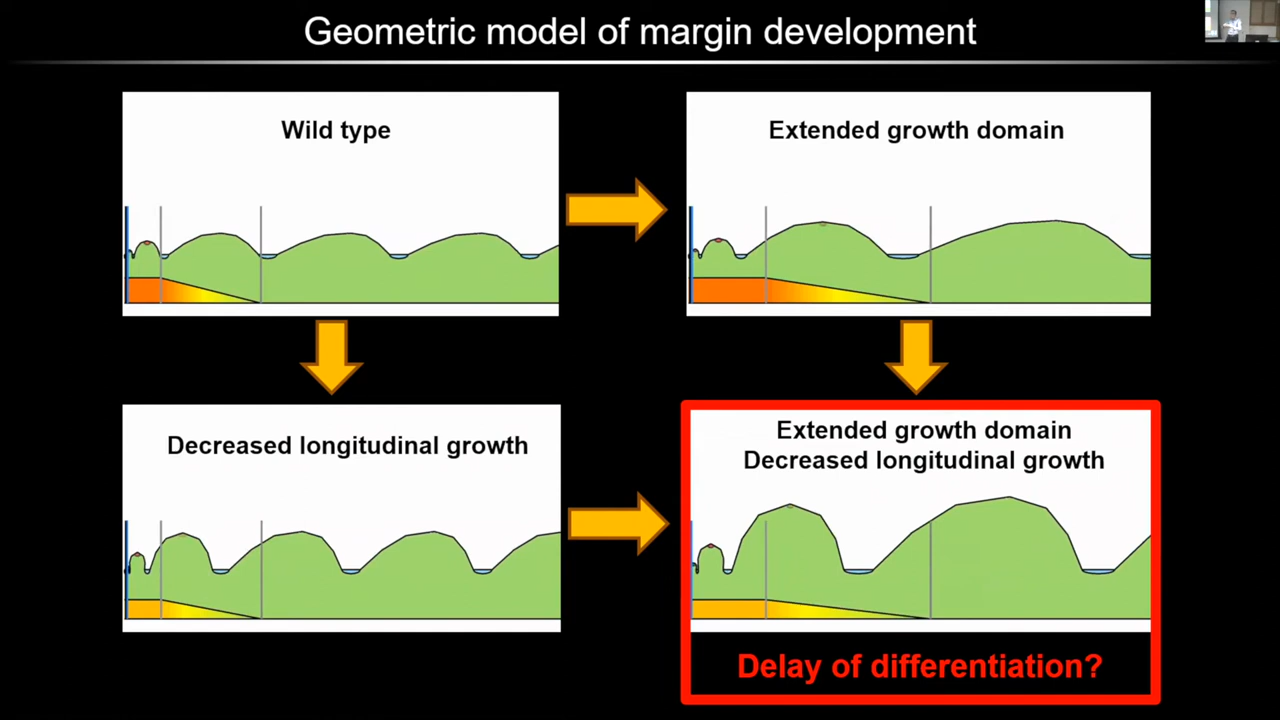 Geometric model of margin development
Wild type
Extended growth domain
Decreased longitudinal growth
Extended growth domain
Decreased longitudinal growth
Delay of differentiation?